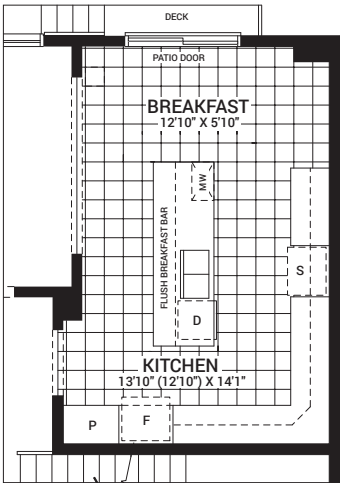 DECK
PATIO DOOR
BREAKFAST
12'10" X 5'10"
MW
FLUSH BREAKFAST BAR
S
D
KITCHEN
13'10" (12'10") X 14'1"
P
F